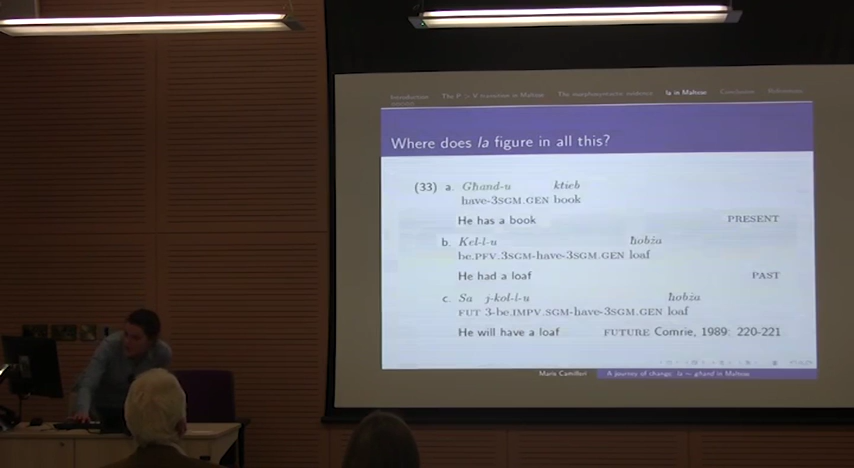 Introduction The P > V transition in Maltese The morphosyntactic evidence la in Maltese Conclusion References
Where does la figure in all this?
(33) a. Għand-u ktieb
have-3SGM.GEN book
He has a book PRESENT
b. Kel-l-u ħobża
be.PFV.3SGM-have-3SGM.GEN loaf
He had a loaf PAST
c. Sa j-kol-l-u ħobża
FUT 3-be.IMPV.SGM-have-3SGM.GEN loaf
He will have a loaf FUTURE Comrie, 1989: 220-221
Maris Camilleri A journey of change: la ~ għand in Maltese